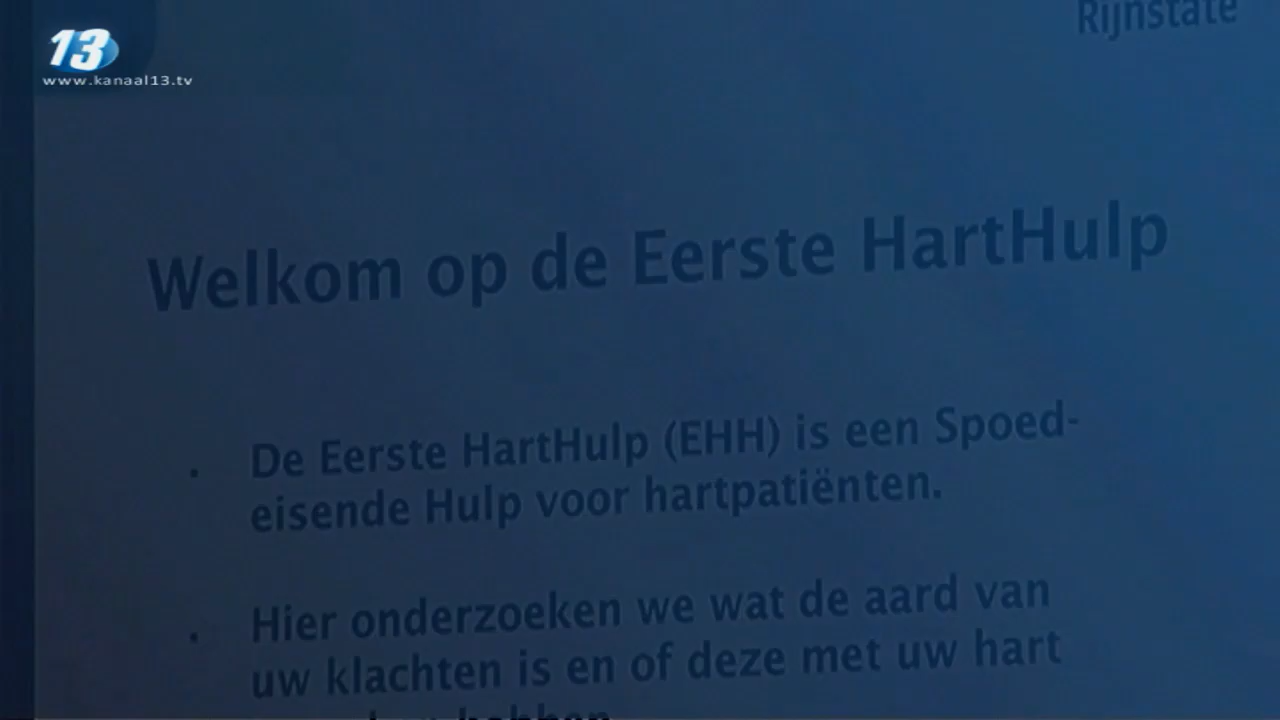 Rijnstate
13
www.kanaal13.tv
Welkom op de Eerste HartHulp
. De Eerste HartHulp (EHH) is een Spoed-
eisende Hulp voor hartpatiënten.
. Hier onderzoeken we wat de aard van
uw klachten is en of deze met uw hart